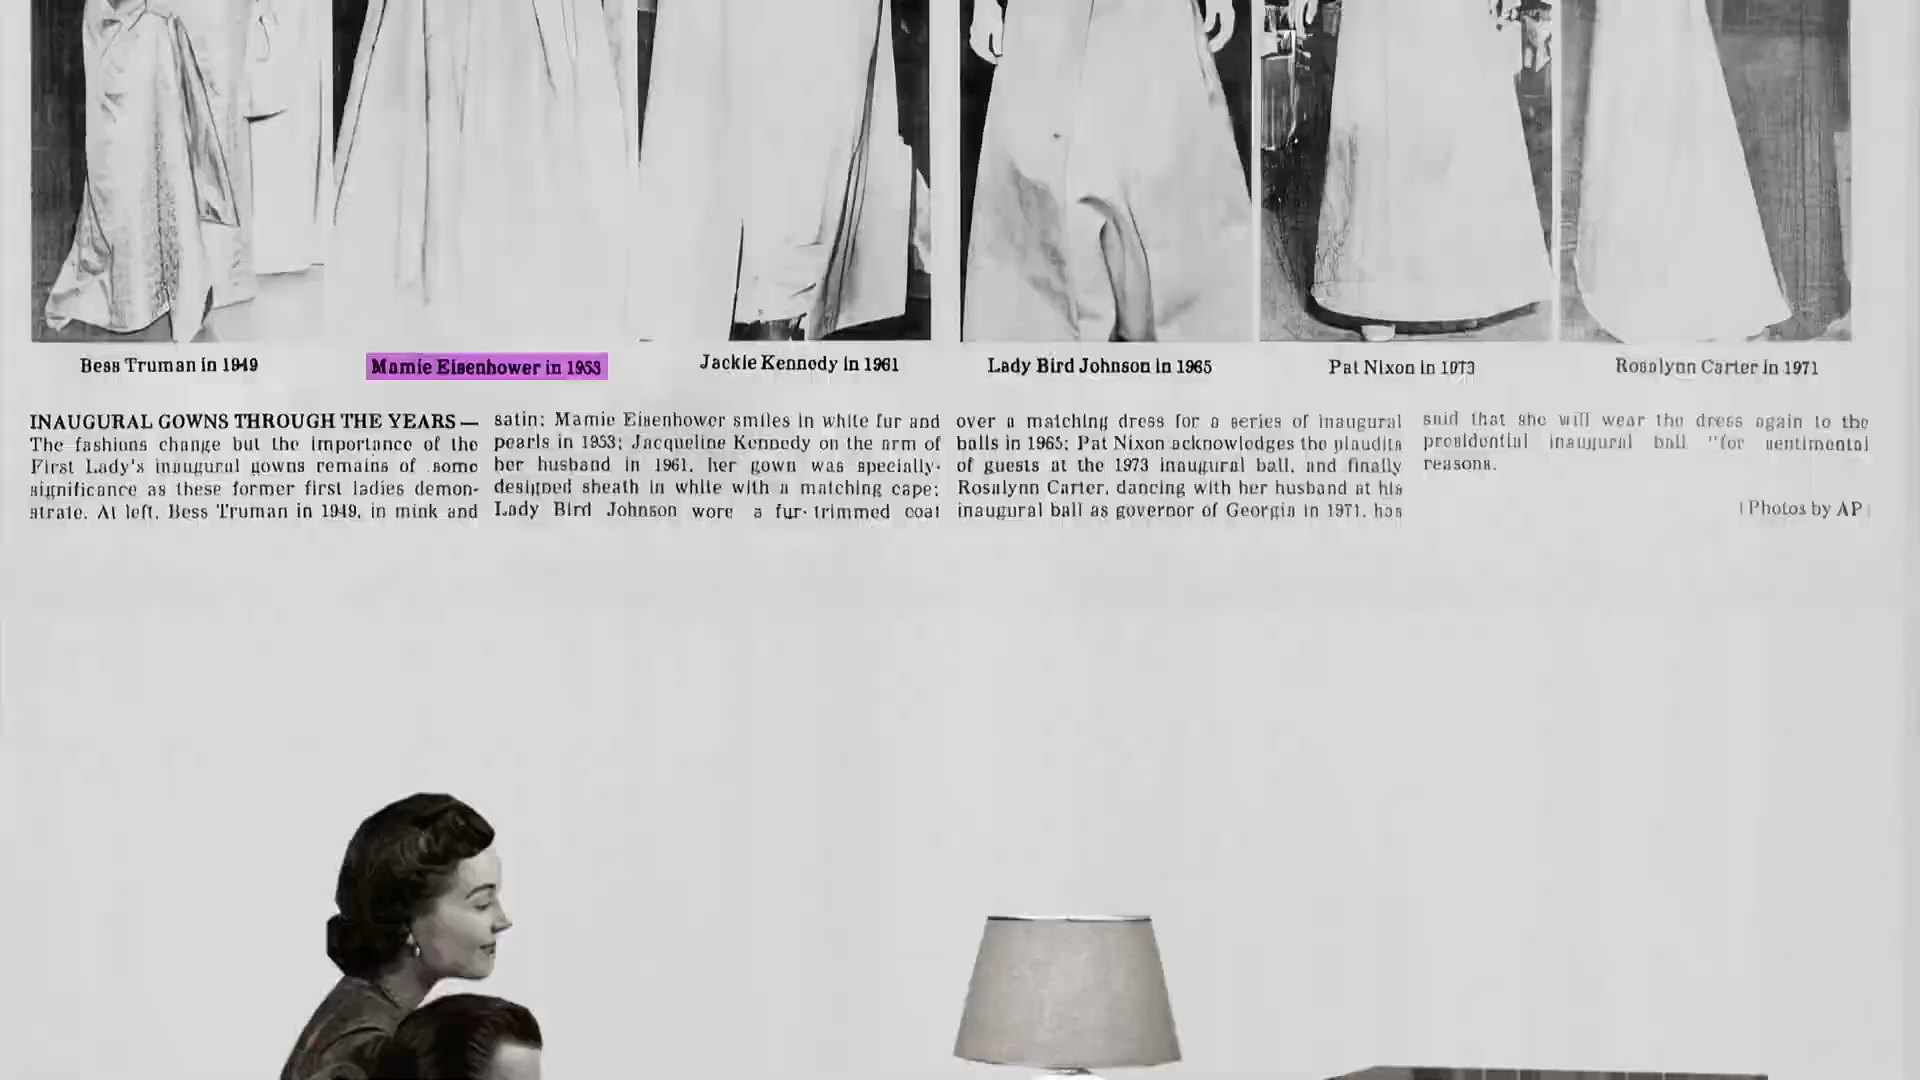 Bess Truman in 1949
Mamie Eisenhower in 1953
Jackie Kennedy in 1961
Lady Bird Johnson in 1965
Pat Nixon in 1973
Rosalynn Carter in 1971
INAUGURAL GOWNS THROUGH THE YEARS —
The fashions change but the importance of the
First Lady's inaugural gowns remains of some
significance as these former first ladies demon-
strate. At left, Bess Truman in 1949, in mink and
satin; Mamie Eisenhower smiles in white fur and
pearls in 1953; Jacqueline Kennedy on the arm of
her husband in 1961, her gown was specially-
designed sheath in white with a matching cape;
Lady Bird Johnson wore a fur-trimmed coat
over a matching dress for a series of inaugural
balls in 1965; Pat Nixon acknowledges the plaudits
of guests at the 1973 inaugural ball, and finally
Rosalynn Carter, dancing with her husband at his
inaugural ball as governor of Georgia in 1971, has
said that she will wear the dress again to the
presidential inaugural ball "for sentimental
reasons.
(Photos by AP)